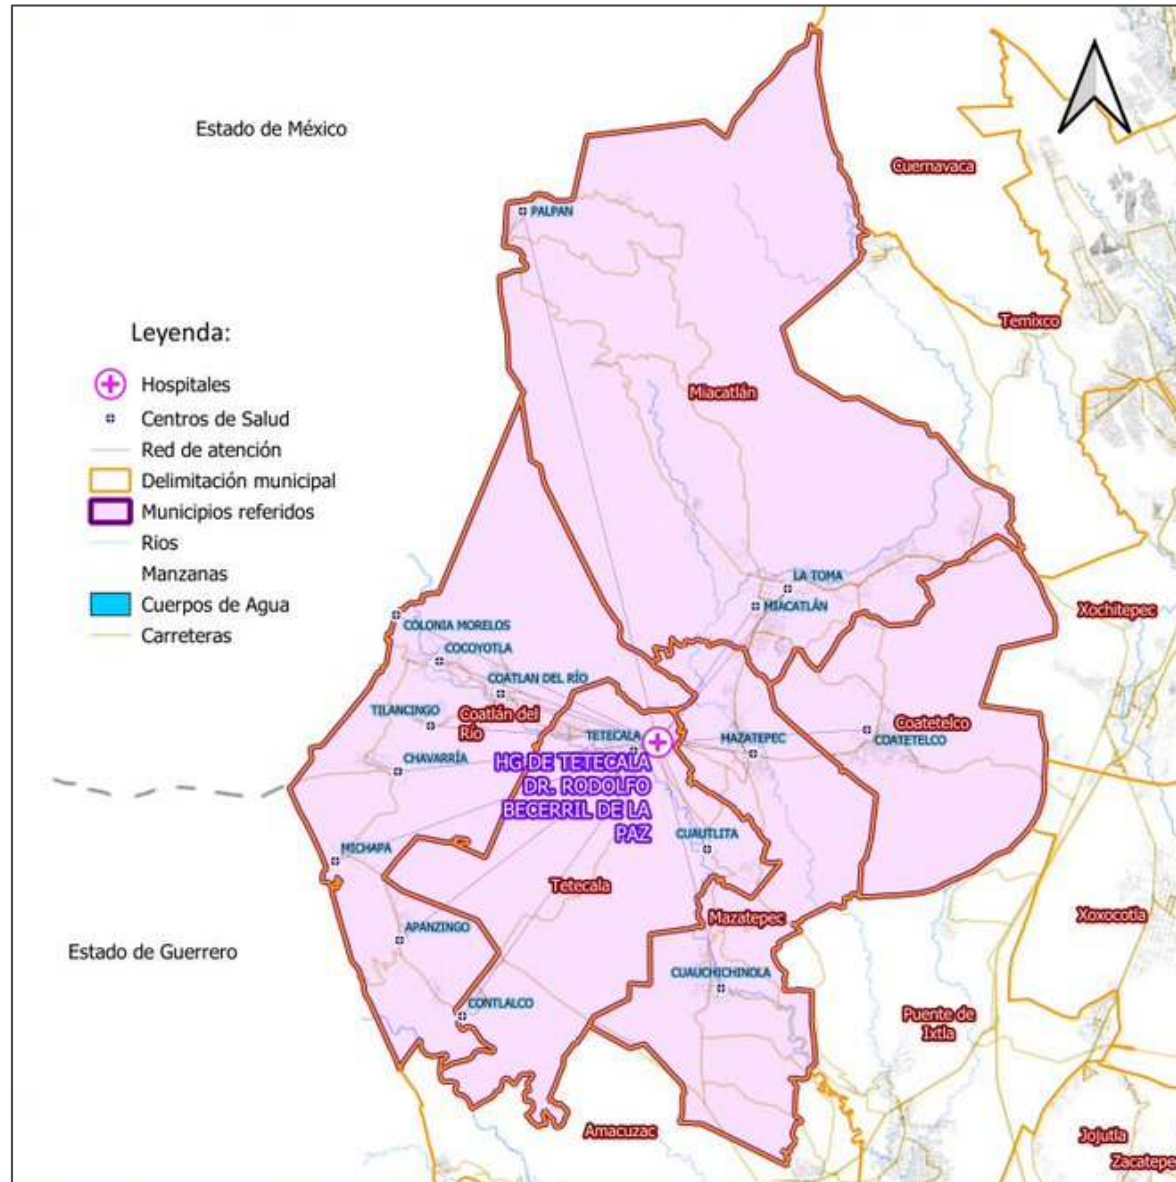 Estado de México
Cuernavaca
PALPAN
Temixco
Leyenda:
Hospitales
Centros de Salud
Red de atención
Delimitación municipal
Municipios referidos
Rios
Manzanas
Cuerpos de Agua
Carreteras
Miacatlán
LA TOMA
MIACATLÁN
Xochitepec
COLONIA MORELOS
COCOYOTLA
COATLAN DEL RÍO
TILANCINGO
Coatlán del
Río
CHAVARRÍA
TETECALA
MAZATEPEC
Coatetelco
COATETELCO
HG DE TETECALA
DR. RODOLFO
BECERRIL DE LA
PAZ
CUAUTLITA
MICHAPA
Tetecala
Mazatepec
Xoxocotla
APANZINGO
Estado de Guerrero
CUAUCHICHINOLA
CONTLALCO
Puente de
Ixtla
Amacuzac
Jojutla
Zacatepe